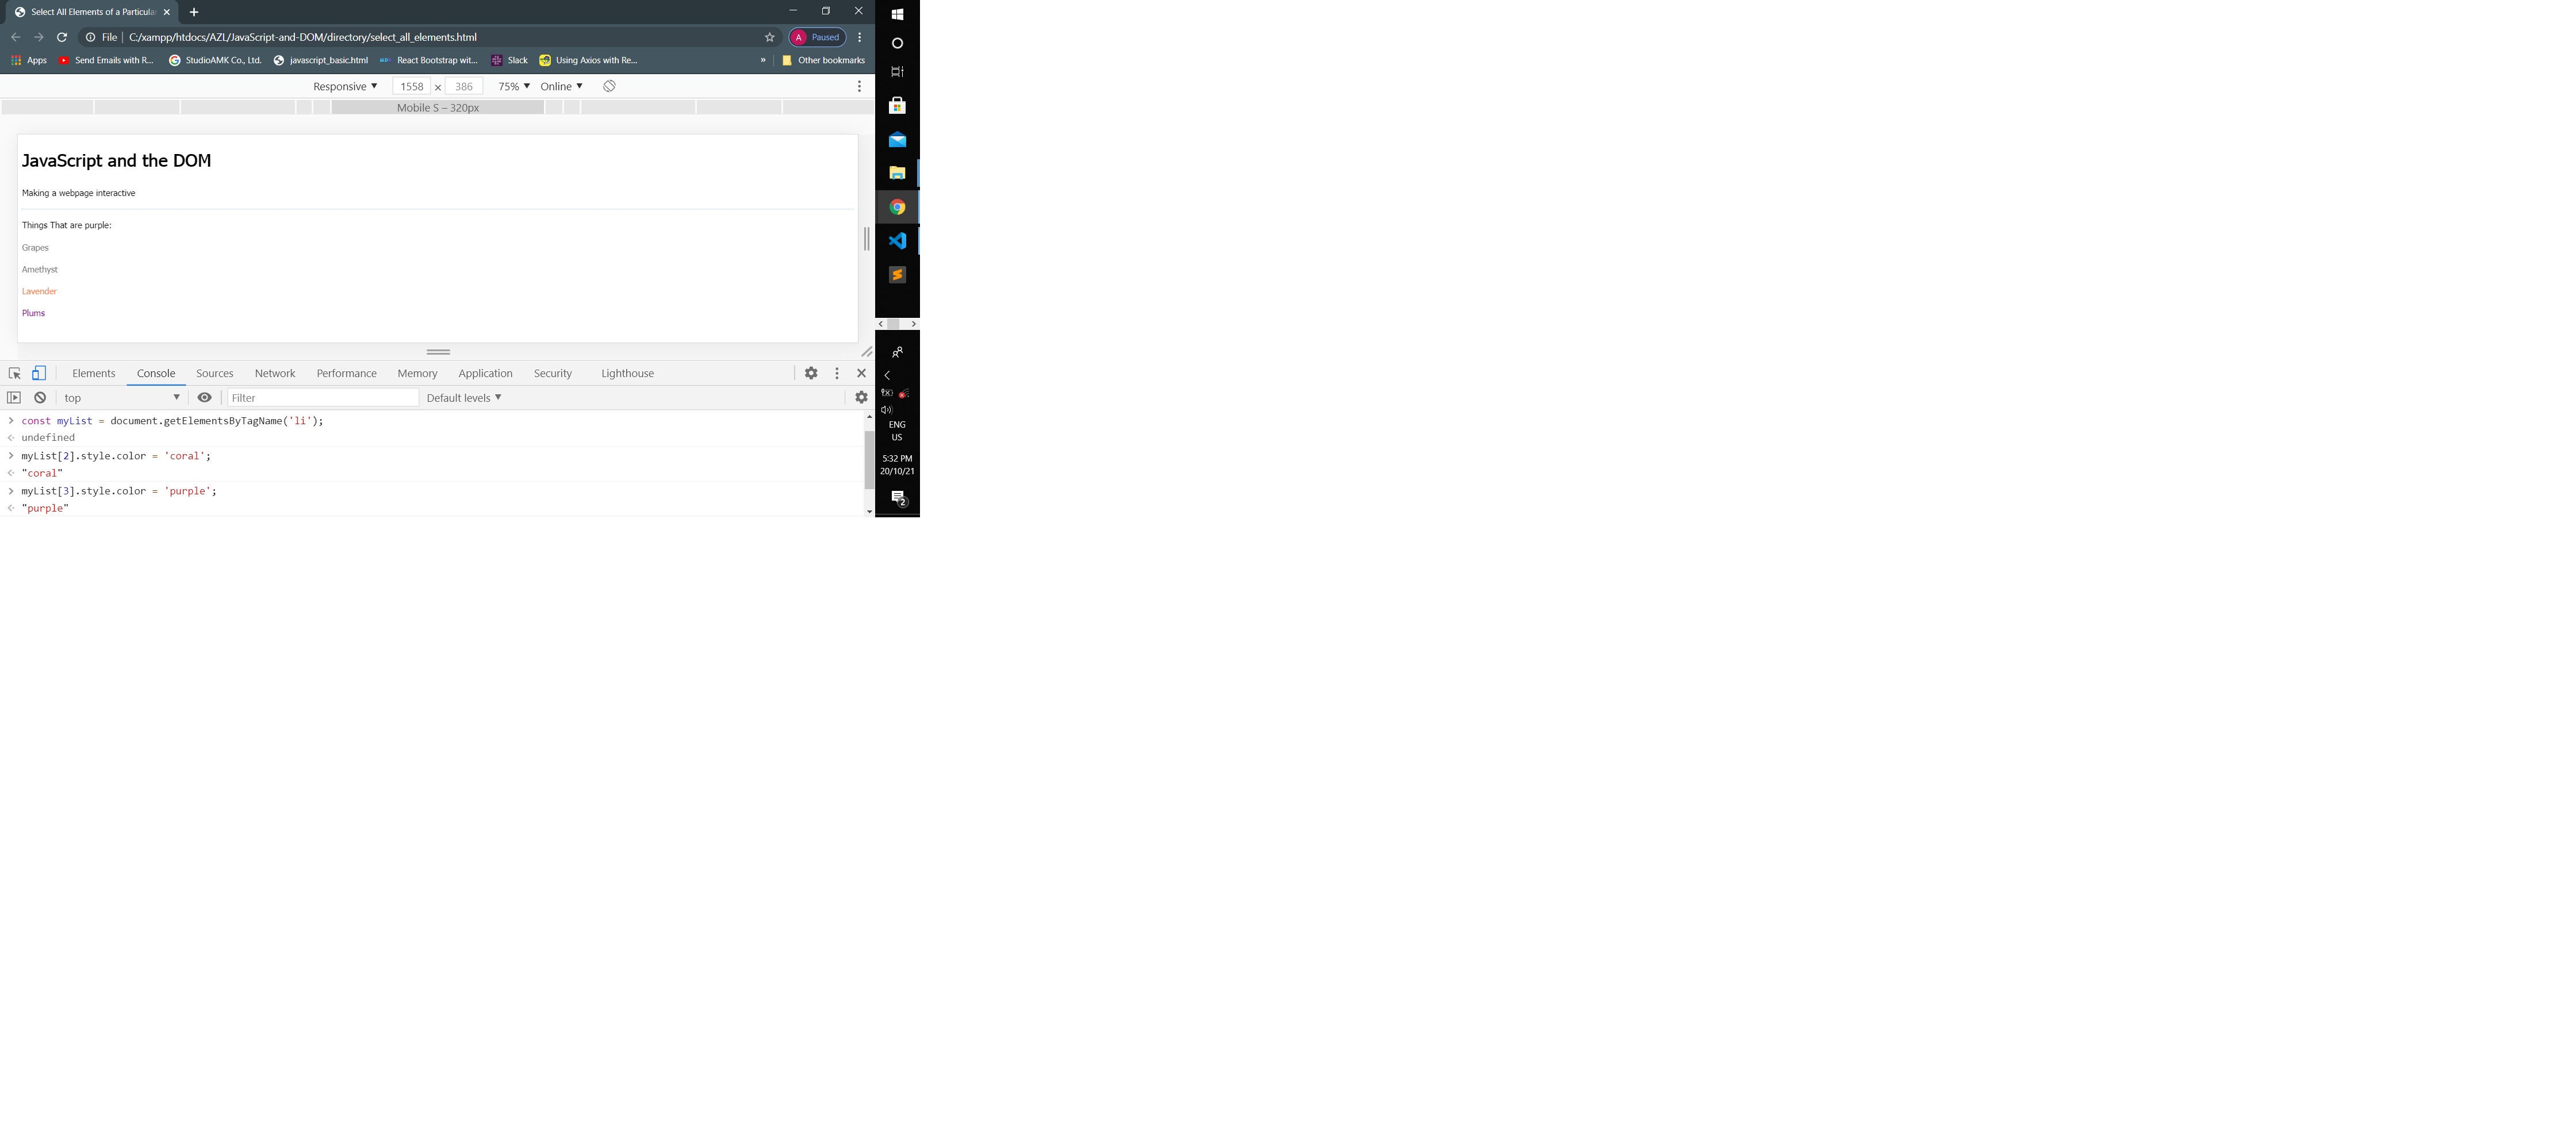 Select All Elements of a Particular
File | C:/xampp/htdocs/AZL/JavaScript-and-DOM/directory/select_all_elements.html
A Paused
Apps Send Emails with R... StudioAMK Co., Ltd. javascript_basic.html React Bootstrap wit... Slack Using Axios with Re... » Other bookmarks
Responsive 1558 × 386 75% Online
Mobile S – 320px
JavaScript and the DOM
Making a webpage interactive
Things That are purple:
Grapes
Amethyst
Lavender
Plums
Elements Console Sources Network Performance Memory Application Security Lighthouse
top Filter Default levels
const myList = document.getElementsByTagName('li');
undefined
myList[2].style.color = 'coral';
"coral"
myList[3].style.color = 'purple';
"purple"
ENG
US
5:32 PM
20/10/21
2